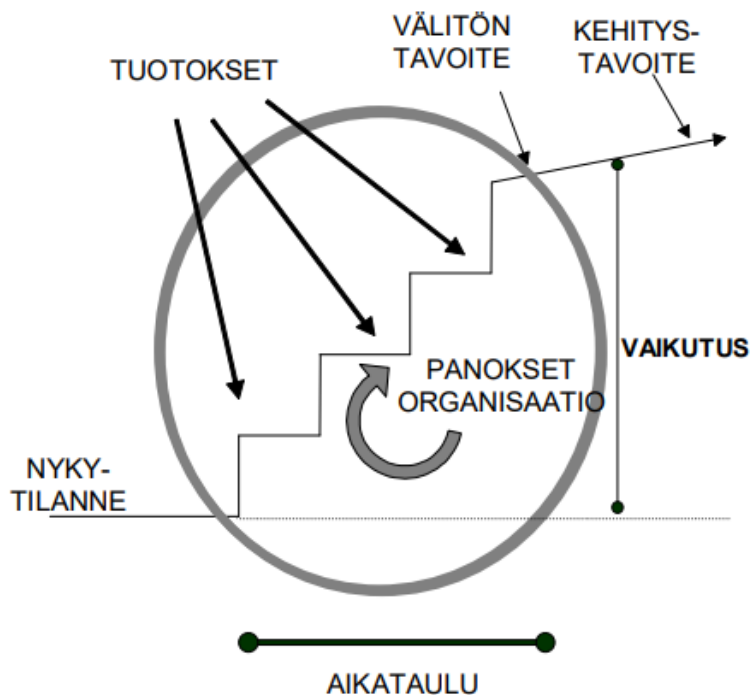 VÄLITÖN
TAVOITE
KEHITYS-
TAVOITE
TUOTOKSET
VAIKUTUS
PANOKSET
ORGANISAATIO
NYKY-
TILANNE
AIKATAULU